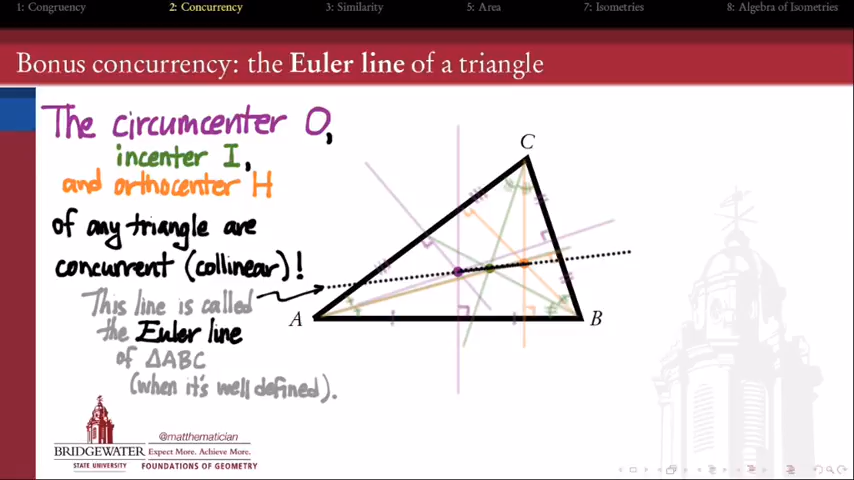 1: Congruency 2: Concurrency 3: Similarity 5: Area 7: Isometries 8: Algebra of Isometries
Bonus concurrency: the Euler line of a triangle
The circumcenter O,
incenter I,
and orthocenter H
of any triangle are
concurrent (collinear)!
This line is called
the Euler line
of △ABC
(when it's well defined).
C
A
B
@matthematician
BRIDGEWATER Expect More. Achieve More.
STATE UNIVERSITY FOUNDATIONS OF GEOMETRY